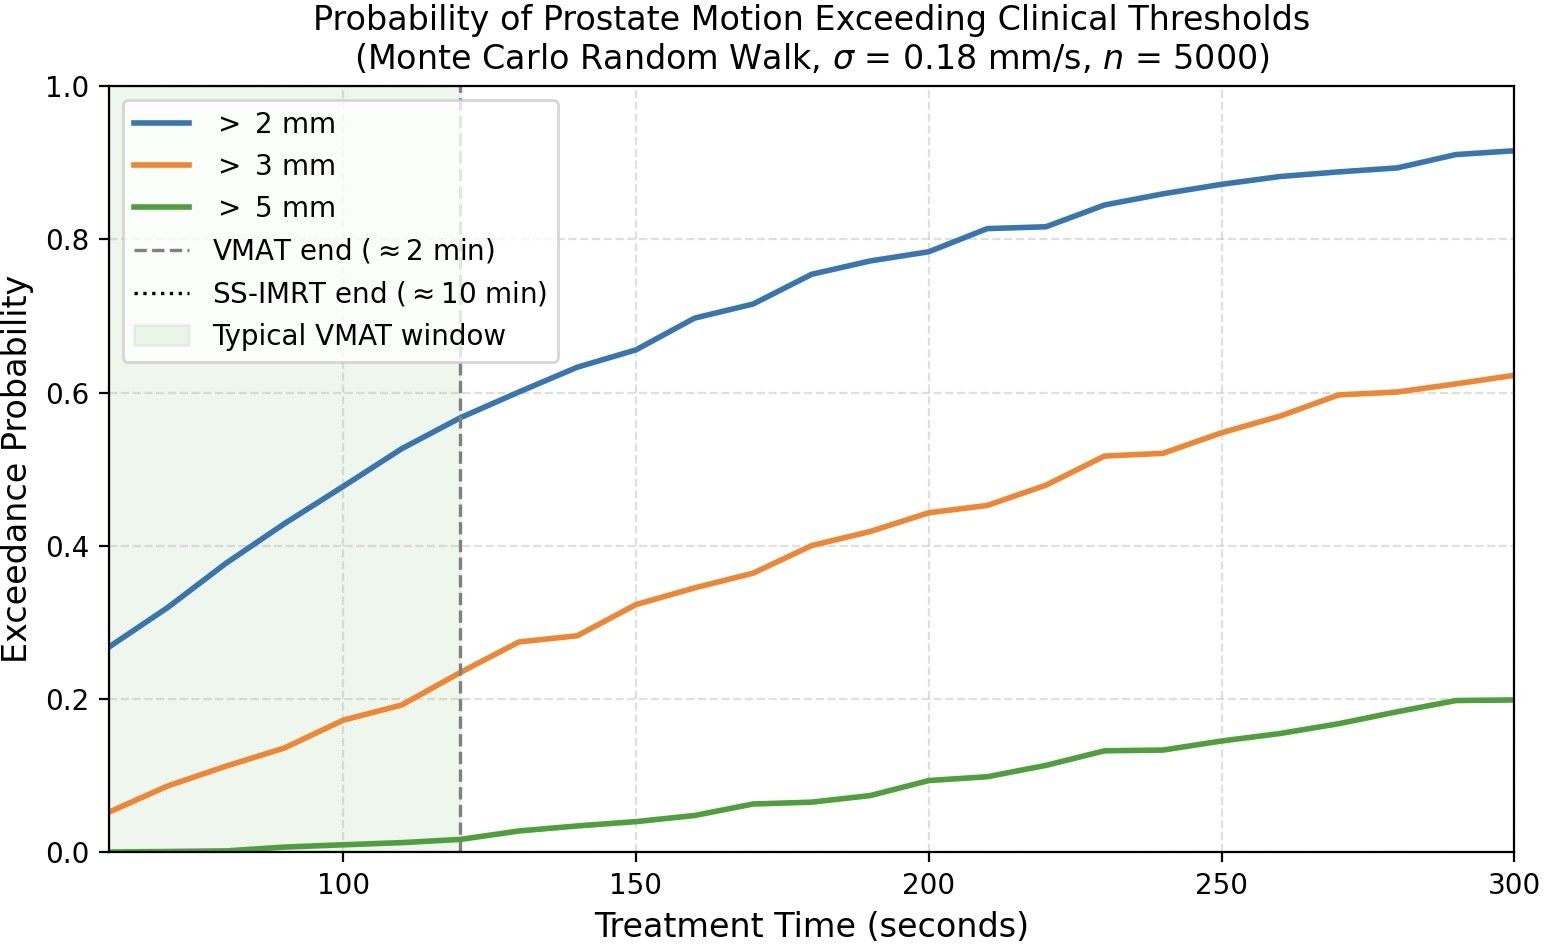 Probability of Prostate Motion Exceeding Clinical Thresholds
(Monte Carlo Random Walk, σ = 0.18 mm/s, n = 5000)
1.0
0.8
0.6
0.4
0.2
0.0
Exceedance Probability
> 2 mm
> 3 mm
> 5 mm
VMAT end (≈2 min)
SS-IMRT end (≈10 min)
Typical VMAT window
100
150
200
250
300
Treatment Time (seconds)